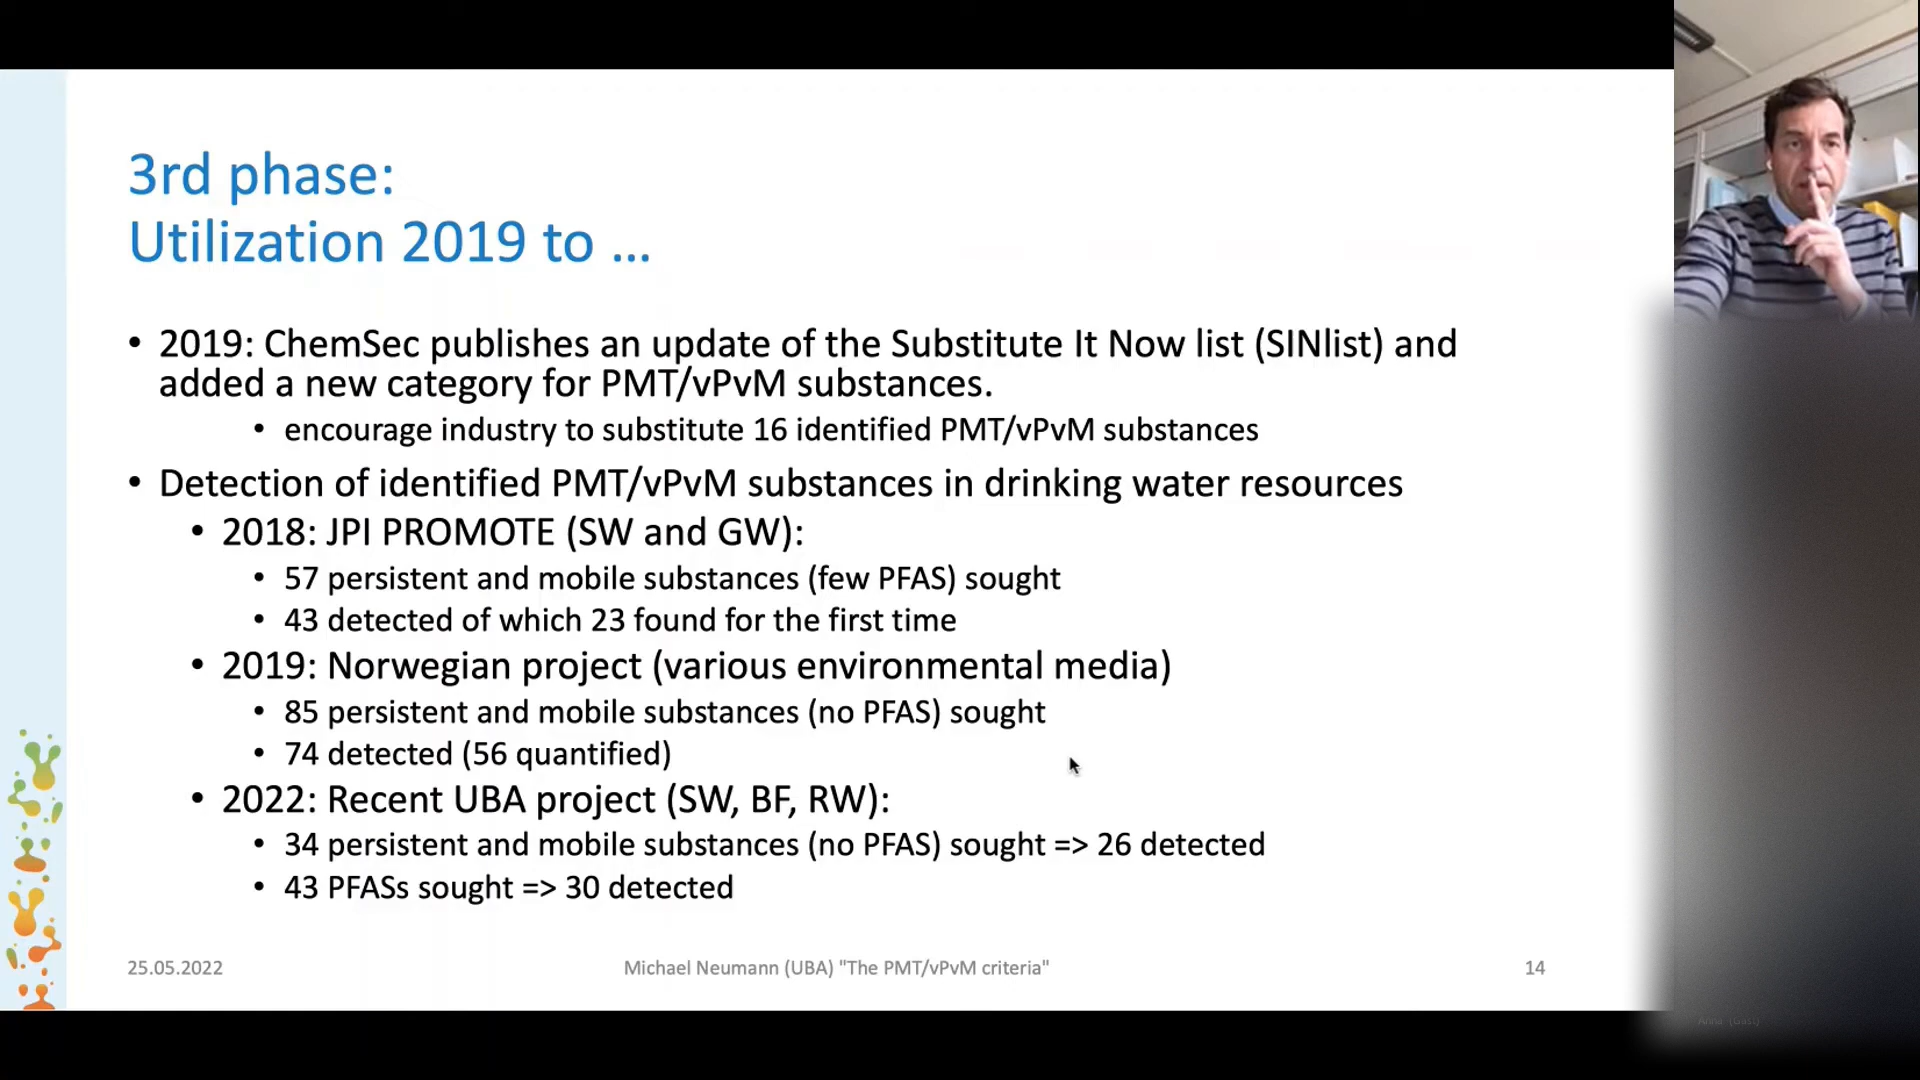 3rd phase:
Utilization 2019 to ...
• 2019: ChemSec publishes an update of the Substitute It Now list (SINlist) and
added a new category for PMT/vPvM substances.
• encourage industry to substitute 16 identified PMT/vPvM substances
• Detection of identified PMT/vPvM substances in drinking water resources
• 2018: JPI PROMOTE (SW and GW):
• 57 persistent and mobile substances (few PFAS) sought
• 43 detected of which 23 found for the first time
• 2019: Norwegian project (various environmental media)
• 85 persistent and mobile substances (no PFAS) sought
• 74 detected (56 quantified)
• 2022: Recent UBA project (SW, BF, RW):
• 34 persistent and mobile substances (no PFAS) sought => 26 detected
• 43 PFASs sought => 30 detected
25.05.2022
Michael Neumann (UBA) "The PMT/vPvM criteria"
14